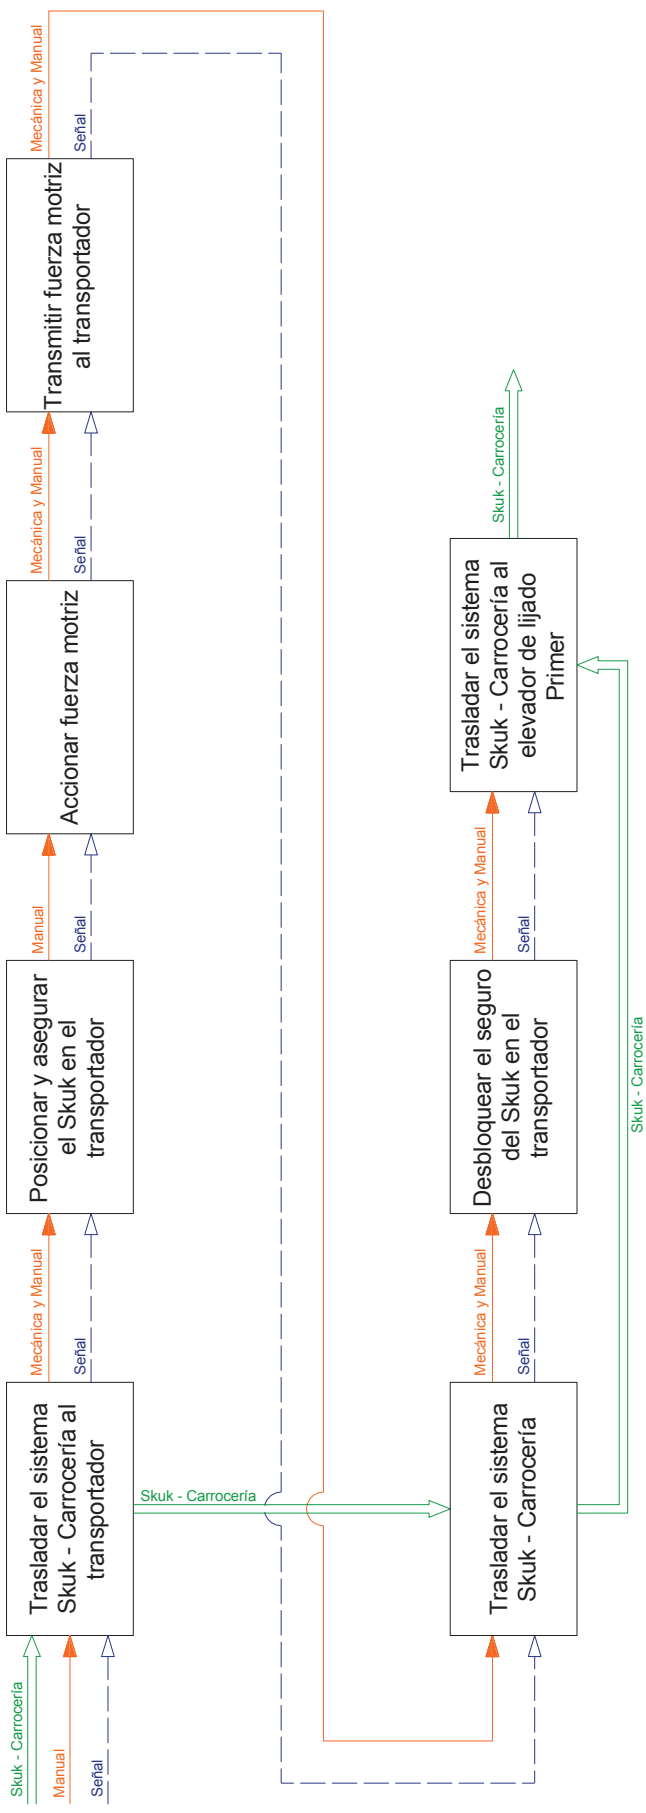 Skuk - Carrocería
Manual
Señal
Trasladar el sistema
Skuk - Carrocería al
transportador
Mecánica y Manual
Señal
Posicionar y asegurar
el Skuk en el
transportador
Manual
Señal
Accionar fuerza motriz
Mecánica y Manual
Señal
Transmitir fuerza motriz
al transportador
Mecánica y Manual
Señal
Skuk - Carrocería
Trasladar el sistema
Skuk - Carrocería
Mecánica y Manual
Señal
Desbloquear el seguro
del Skuk en el
transportador
Mecánica y Manual
Señal
Trasladar el sistema
Skuk - Carrocería al
elevador de lijado
Primer
Skuk - Carrocería
Skuk - Carrocería